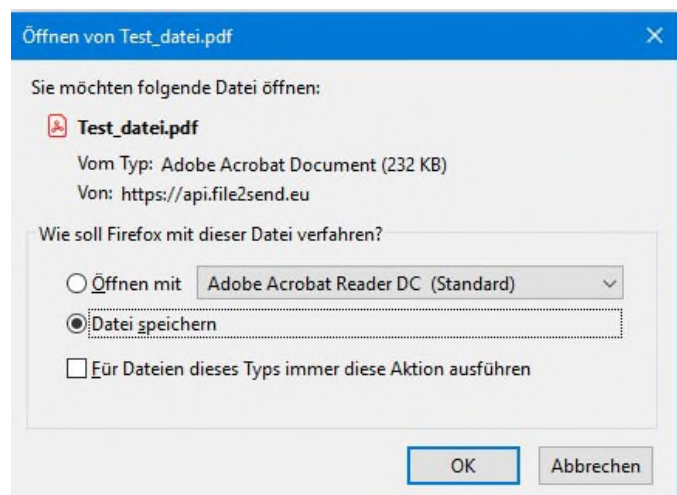 Öffnen von Test_datei.pdf
Sie möchten folgende Datei öffnen:
Test_datei.pdf
Vom Typ: Adobe Acrobat Document (232 KB)
Von: https://api.file2send.eu
Wie soll Firefox mit dieser Datei verfahren?
Öffnen mit Adobe Acrobat Reader DC (Standard)
Datei speichern
Für Dateien dieses Typs immer diese Aktion ausführen
OK Abbrechen